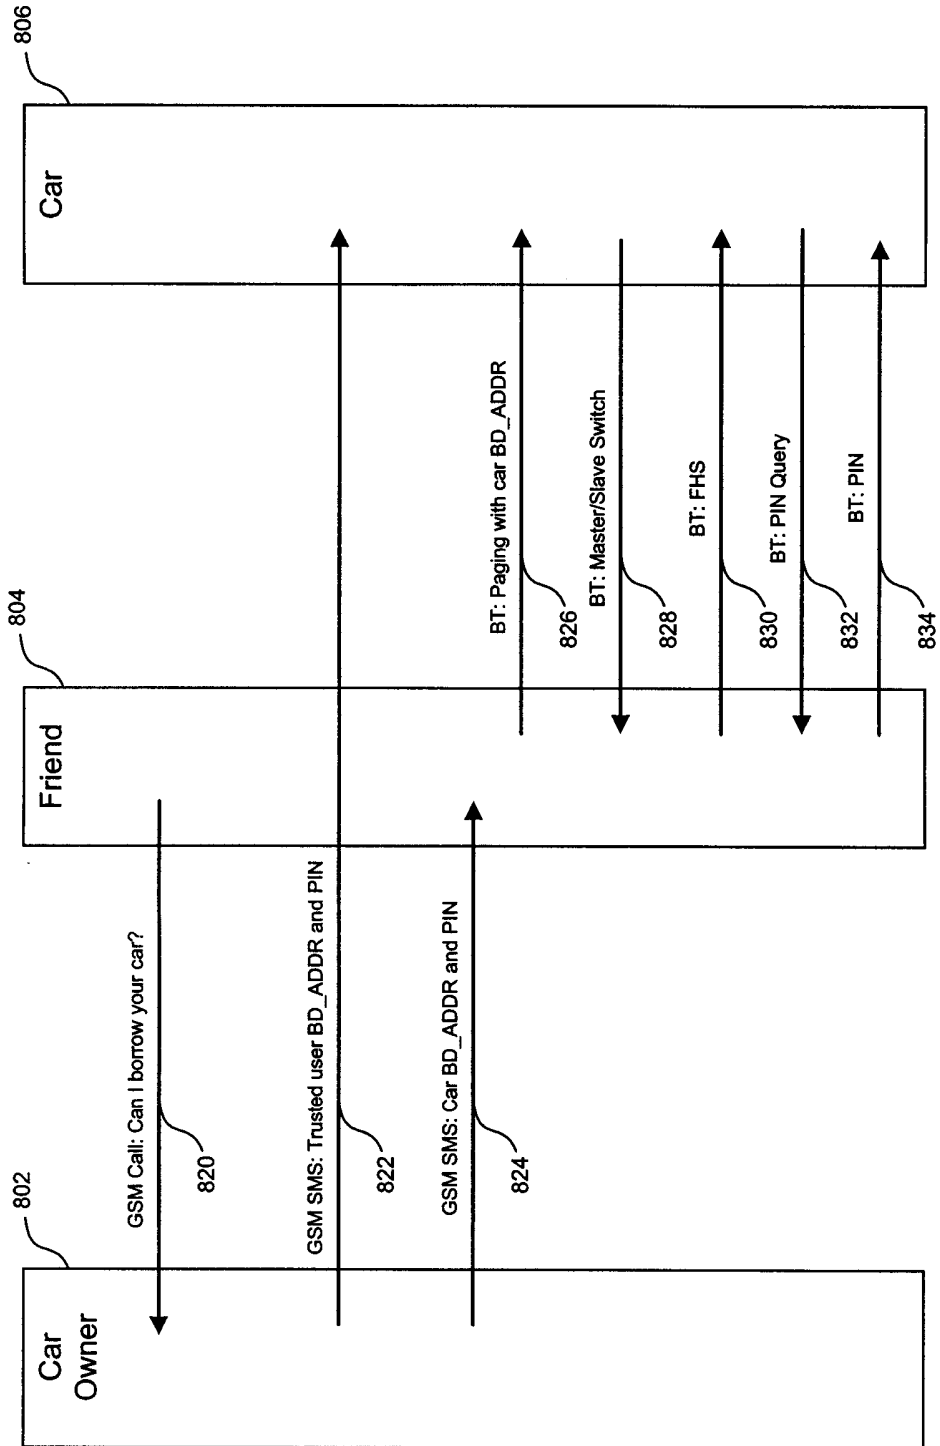 Car
Owner
802
Friend
804
Car
806
GSM Call: Can I borrow your car?
820
GSM SMS: Trusted user BD_ADDR and PIN
822
GSM SMS: Car BD_ADDR and PIN
824
BT: Paging with car BD_ADDR
826
BT: Master/Slave Switch
828
BT: FHS
830
BT: PIN Query
832
BT: PIN
834